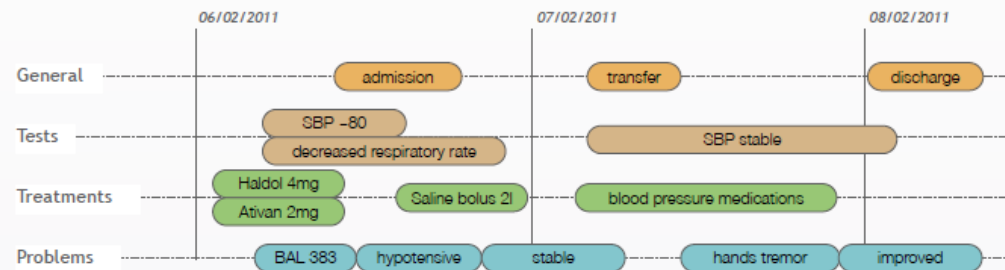 06/02/2011 07/02/2011 08/02/2011
General admission transfer discharge
SBP ~80
Tests SBP stable
decreased respiratory rate
Haldol 4mg
Treatments Saline bolus 2l blood pressure medications
Ativan 2mg
Problems BAL 383 hypotensive stable hands tremor improved